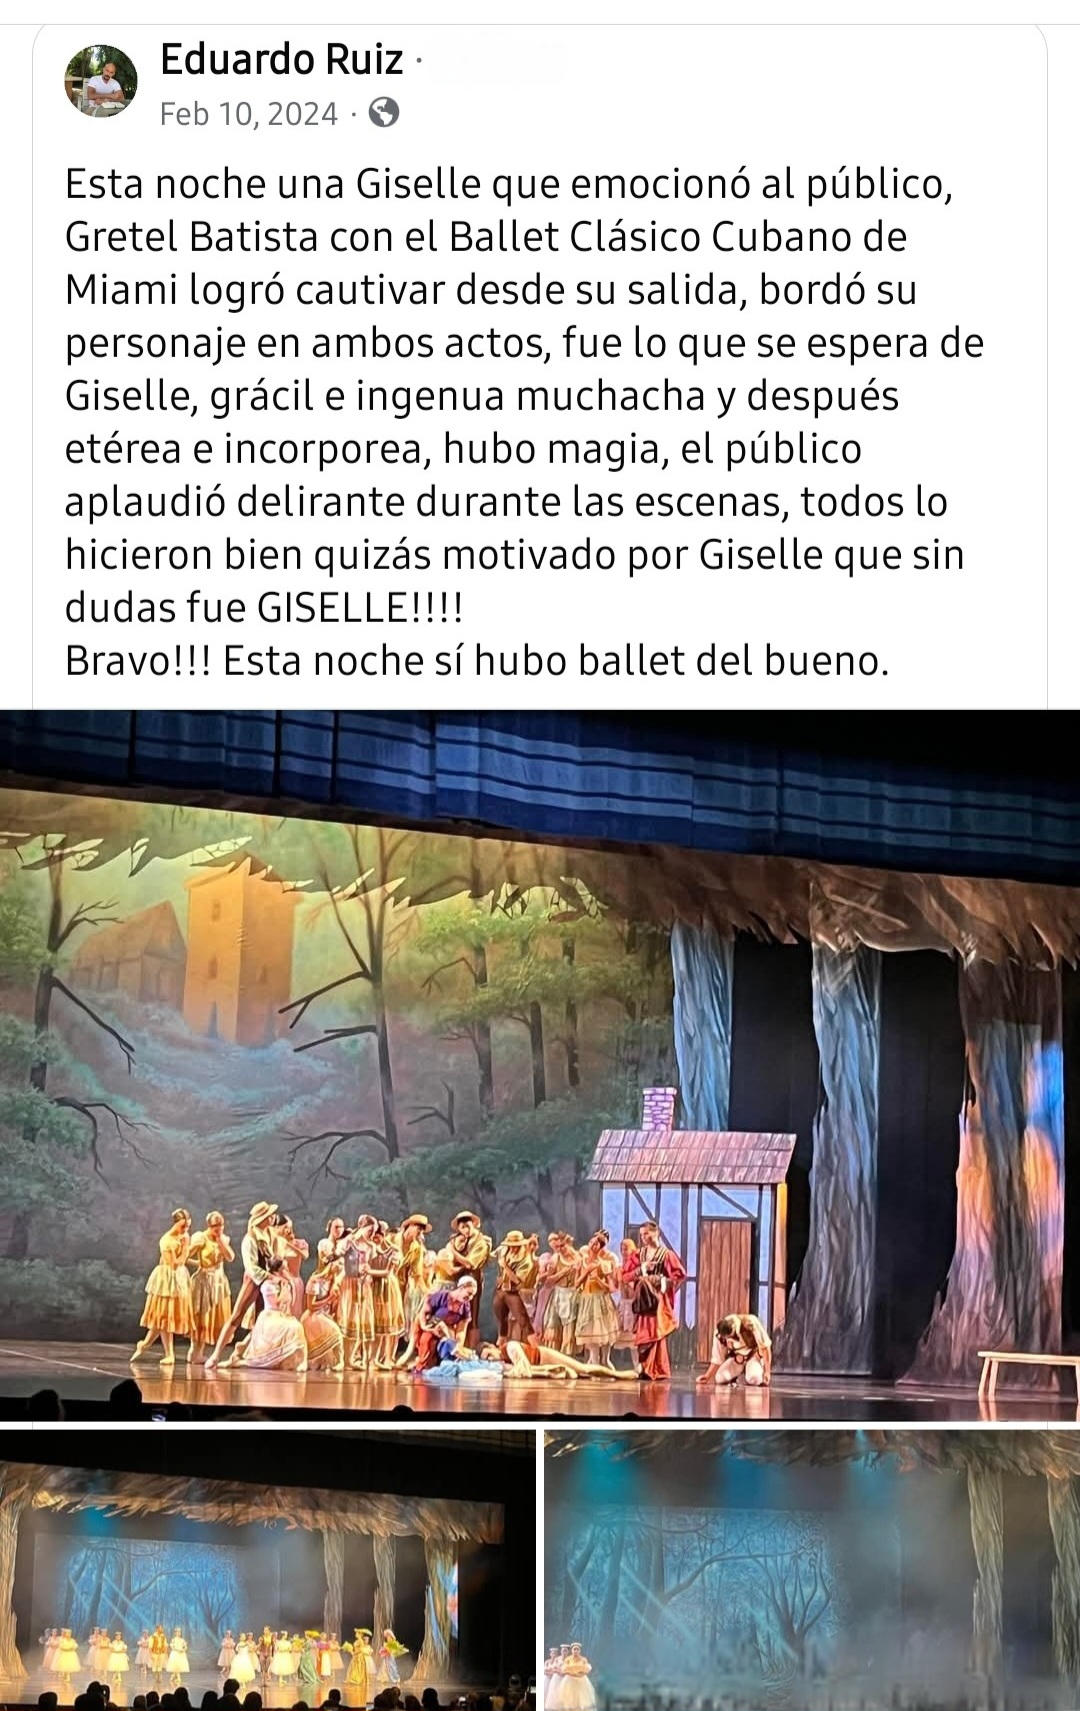 Eduardo Ruiz ·
Feb 10, 2024 ·
Esta noche una Giselle que emocionó al público,
Gretel Batista con el Ballet Clásico Cubano de
Miami logró cautivar desde su salida, bordó su
personaje en ambos actos, fue lo que se espera de
Giselle, grácil e ingenua muchacha y después
etérea e incorporea, hubo magia, el público
aplaudió delirante durante las escenas, todos lo
hicieron bien quizás motivado por Giselle que sin
dudas fue GISELLE!!!!
Bravo!!! Esta noche sí hubo ballet del bueno.